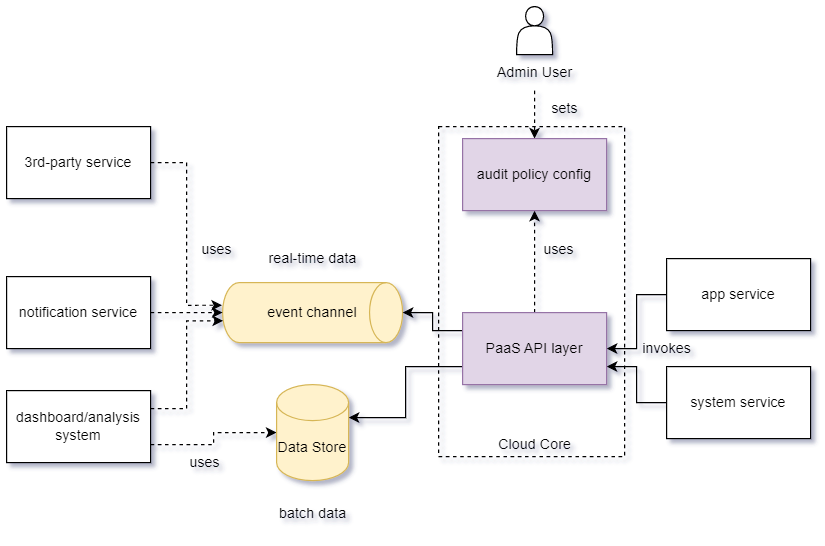 Admin User
sets
3rd-party service
audit policy config
uses
uses
real-time data
notification service
event channel
app service
PaaS API layer
invokes
dashboard/analysis
system
system service
Data Store
Cloud Core
uses
batch data